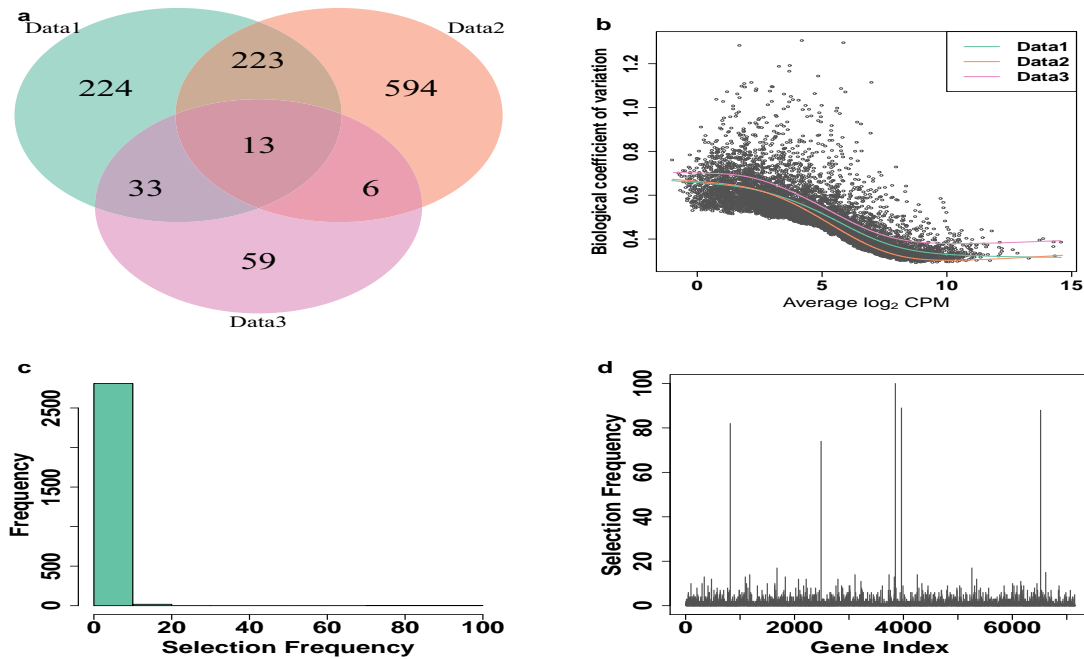 a
Data1
Data2
223
224
594
13
33
6
59
Data3
b
Data1
Data2
Data3
Biological coefficient of variation
1.2
1.0
0.8
0.6
0.4
0 5 10 15
Average log₂ CPM
c
Frequency
2500
1500
500
0
0 20 40 60 80 100
Selection Frequency
d
Selection Frequency
100
80
60
40
20
0
0 2000 4000 6000
Gene Index